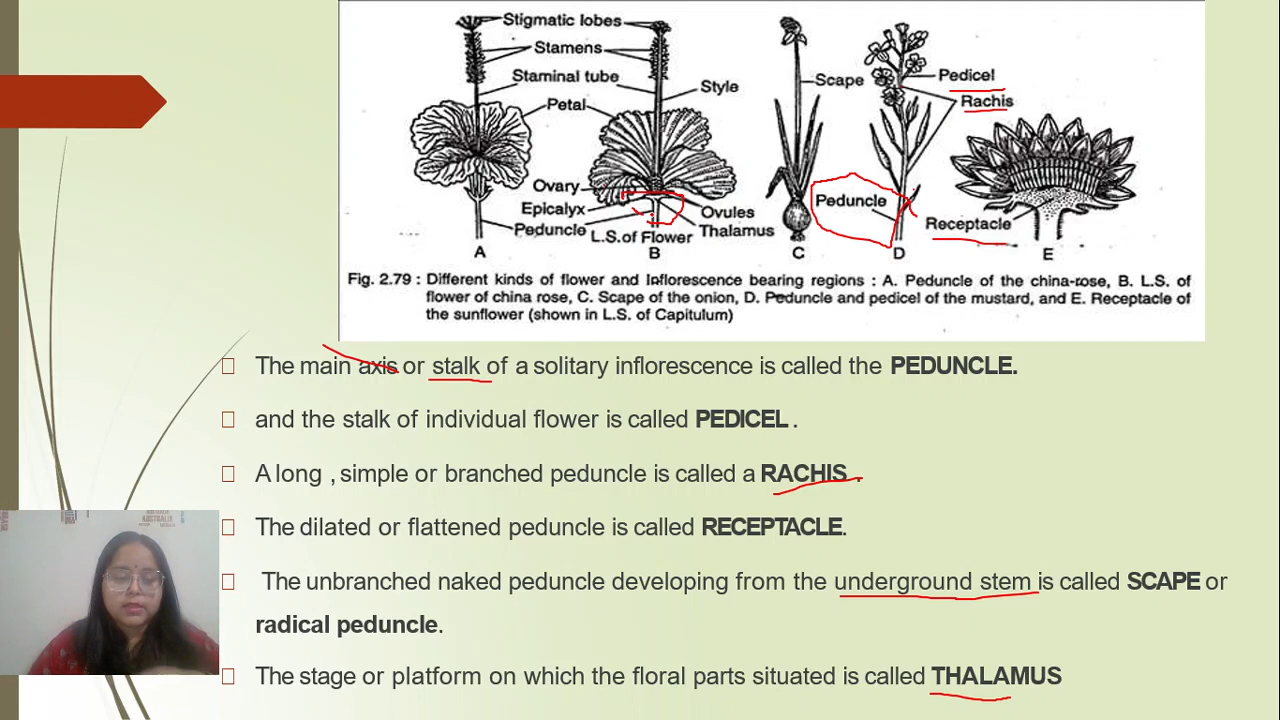 Stigmatic lobes
Stamens
Staminal tube
Style
Petal
Ovary
Epicalyx
Peduncle
Ovules
Thalamus
L.S.of Flower
Scape
Pedicel
Rachis
Peduncle
Receptacle
A
B
C
D
E
Fig. 2.79 : Different kinds of flower and Inflorescence bearing regions : A. Peduncle of the china-rose, B. L.S. of
flower of china rose, C. Scape of the onion, D. Peduncle and pedicel of the mustard, and E. Receptacle of
the sunflower (shown in L.S. of Capitulum)
The main axis or stalk of a solitary inflorescence is called the PEDUNCLE.
and the stalk of individual flower is called PEDICEL .
A long , simple or branched peduncle is called a RACHIS .
The dilated or flattened peduncle is called RECEPTACLE.
The unbranched naked peduncle developing from the underground stem is called SCAPE or
radical peduncle.
The stage or platform on which the floral parts situated is called THALAMUS